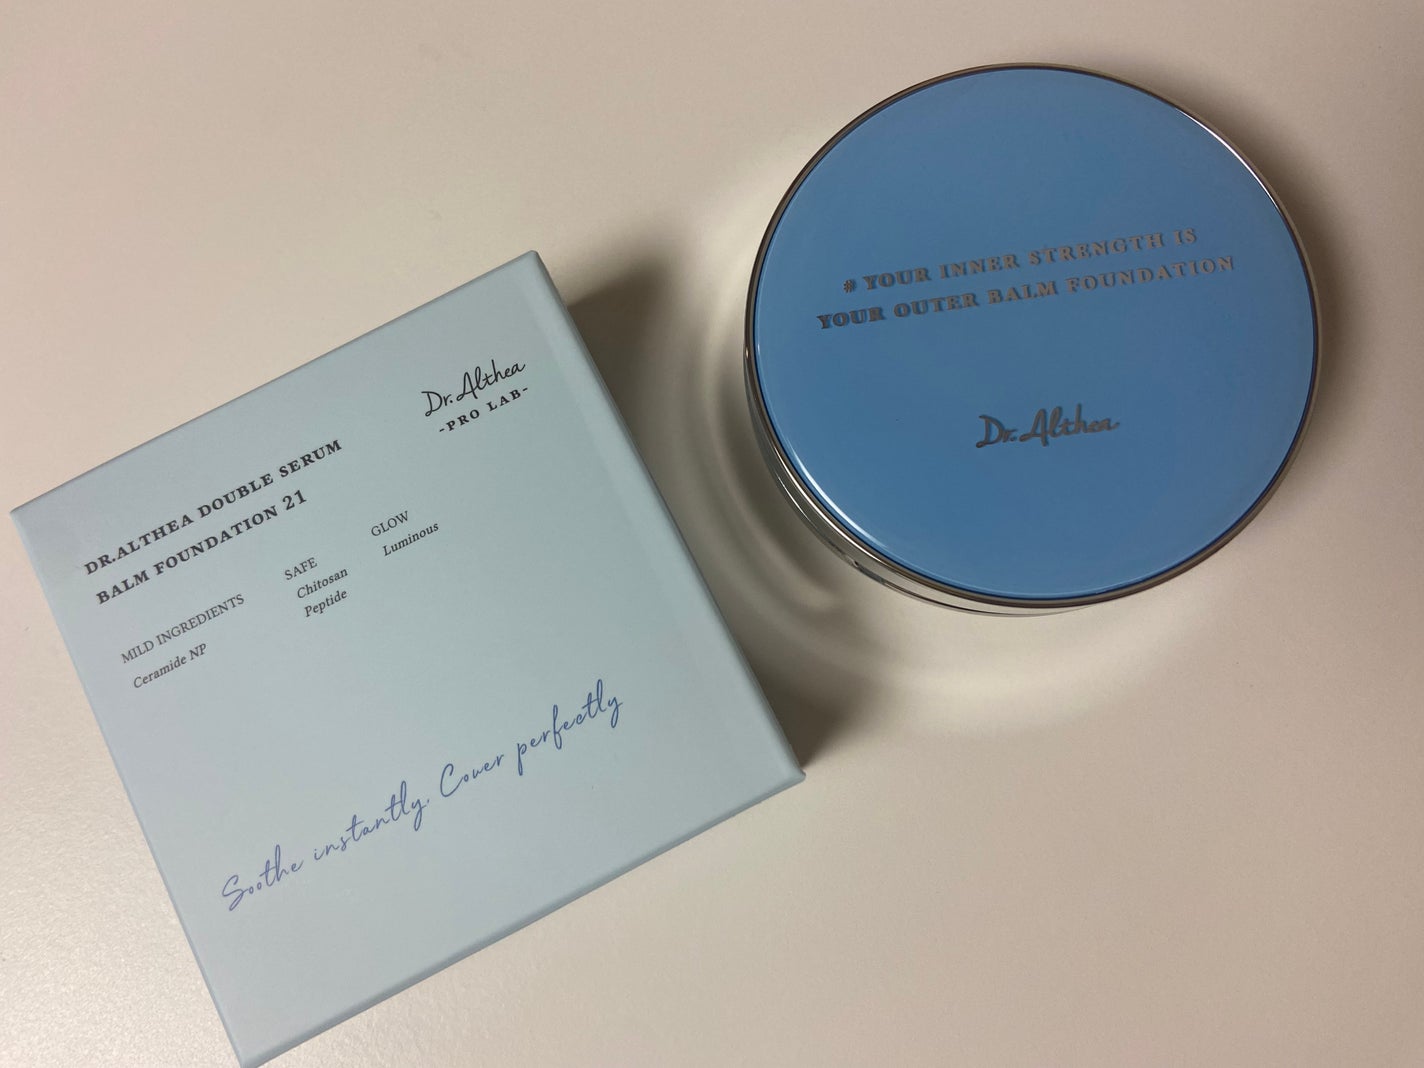 Dr.Althea
-PRO LAB-
DR.ALTHEA DOUBLE SERUM
BALM FOUNDATION 21
MILD INGREDIENTS
Ceramide NP
SAFE
Chitosan
Peptide
GLOW
Luminous
Soothe instantly, Cover perfectly
# YOUR INNER STRENGTH IS
YOUR OUTER BALM FOUNDATION
Dr.Althea